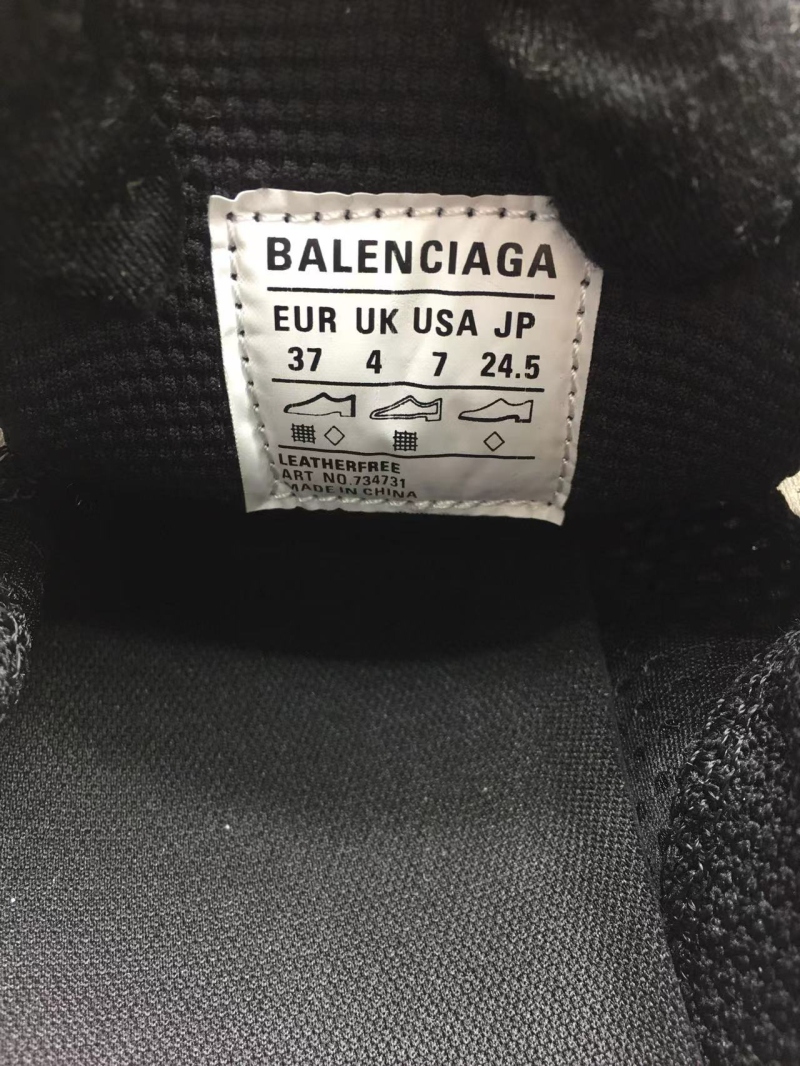 BALENCIAGA
EUR UK USA JP
37 4 7 24.5
LEATHERFREE
ART NO.734731
MADE IN CHINA